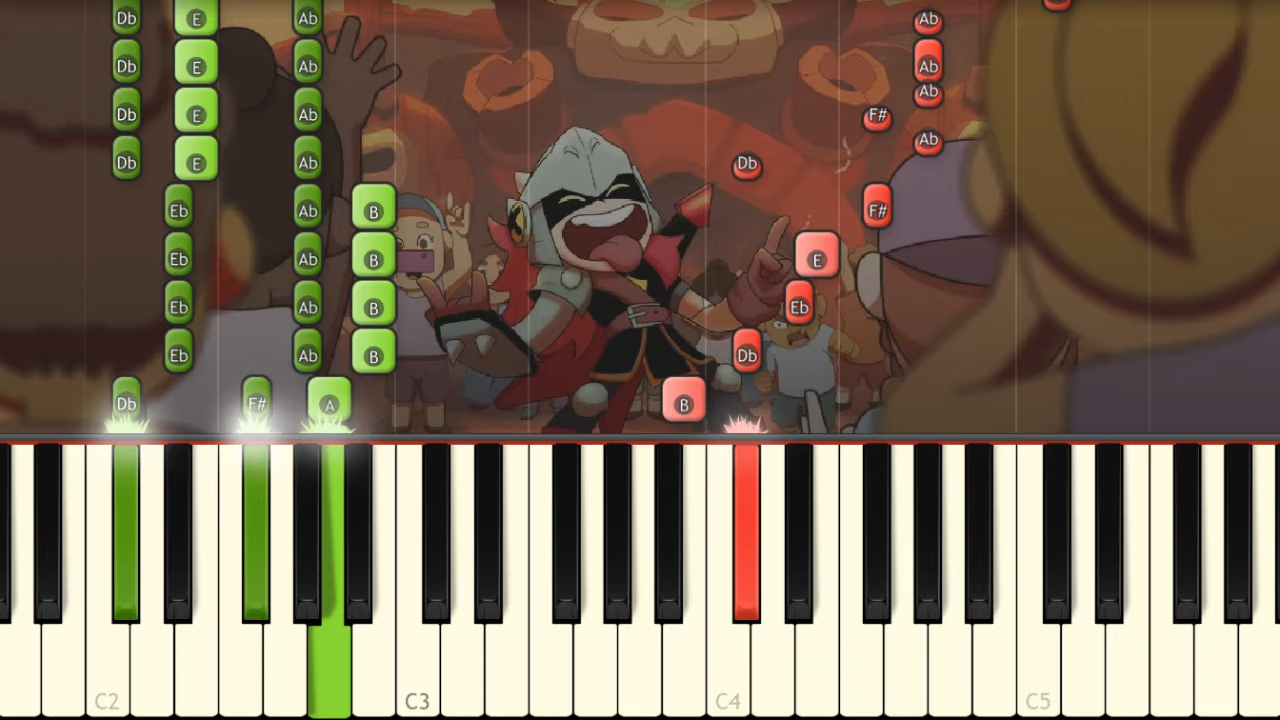 Db E Ab Ab
Db E Ab Ab
Db E Ab F# Ab
Db E Ab Db Ab
Eb Ab B F#
Eb Ab B E
Eb Ab B Eb
Eb Ab B Db
Db F# A B
C2 C3 C4 C5